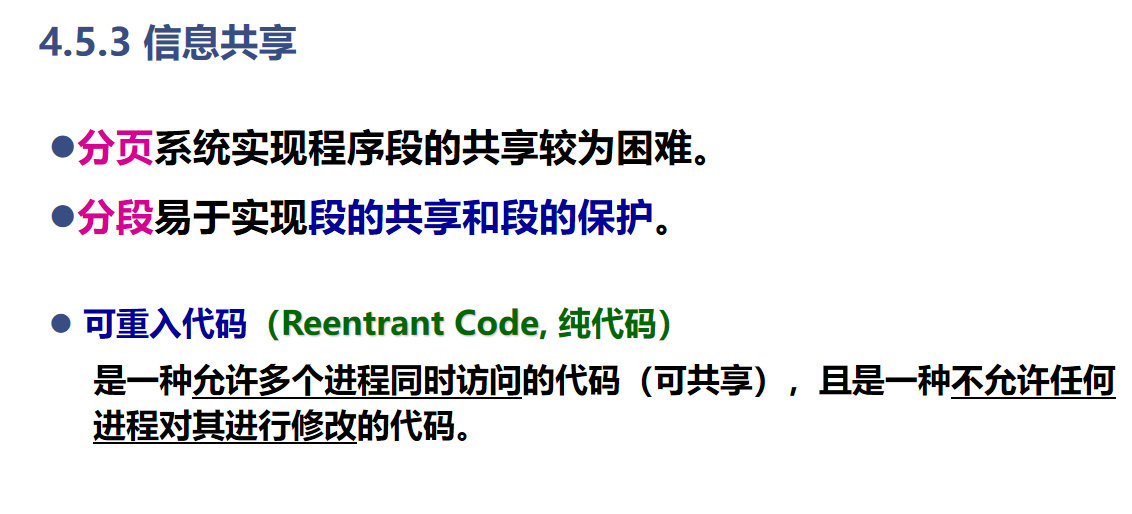 4.5.3 信息共享
●分页系统实现程序段的共享较为困难。
●分段易于实现段的共享和段的保护。
● 可重入代码（Reentrant Code, 纯代码）
是一种允许多个进程同时访问的代码（可共享），且是一种不允许任何
进程对其进行修改的代码。